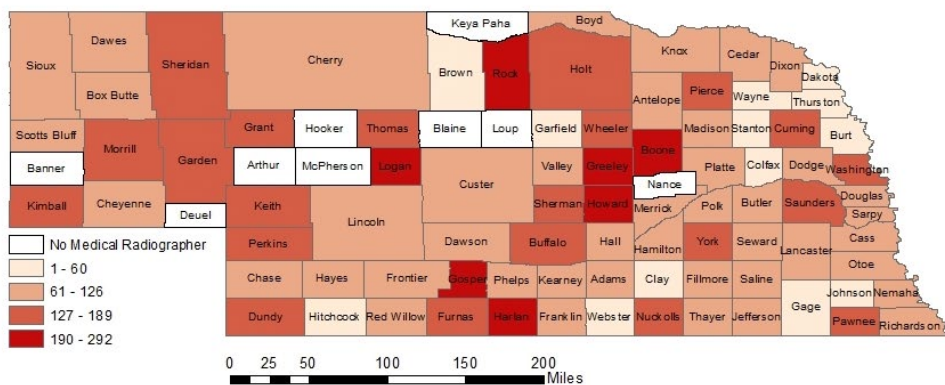 Keya Paha
Boyd
Dawes
Sioux
Sheridan
Cherry
Brown
Rock
Holt
Knox
Cedar
Dixon
Dakota
Box Butte
Antelope
Pierce
Wayne
Thurston
Scotts Bluff
Morrill
Garden
Grant
Hooker
Thomas
Blaine
Loup
Garfield
Wheeler
Madison
Stanton
Cuming
Burt
Banner
Arthur
McPherson
Logan
Custer
Valley
Greeley
Boone
Platte
Colfax
Dodge
Washington
Nance
Kimball
Cheyenne
Deuel
Keith
Lincoln
Sherman
Howard
Merrick
Polk
Butler
Saunders
Douglas
Sarpy
Perkins
Dawson
Buffalo
Hall
Hamilton
York
Seward
Lancaster
Cass
Otoe
Chase
Hayes
Frontier
Gosper
Phelps
Kearney
Adams
Clay
Fillmore
Saline
Gage
Johnson
Nemaha
Dundy
Hitchcock
Red Willow
Furnas
Harlan
Franklin
Webster
Nuckolls
Thayer
Jefferson
Pawnee
Richardson
No Medical Radiographer
1 - 60
61 - 126
127 - 189
190 - 292
0 25 50 100 150 200
Miles